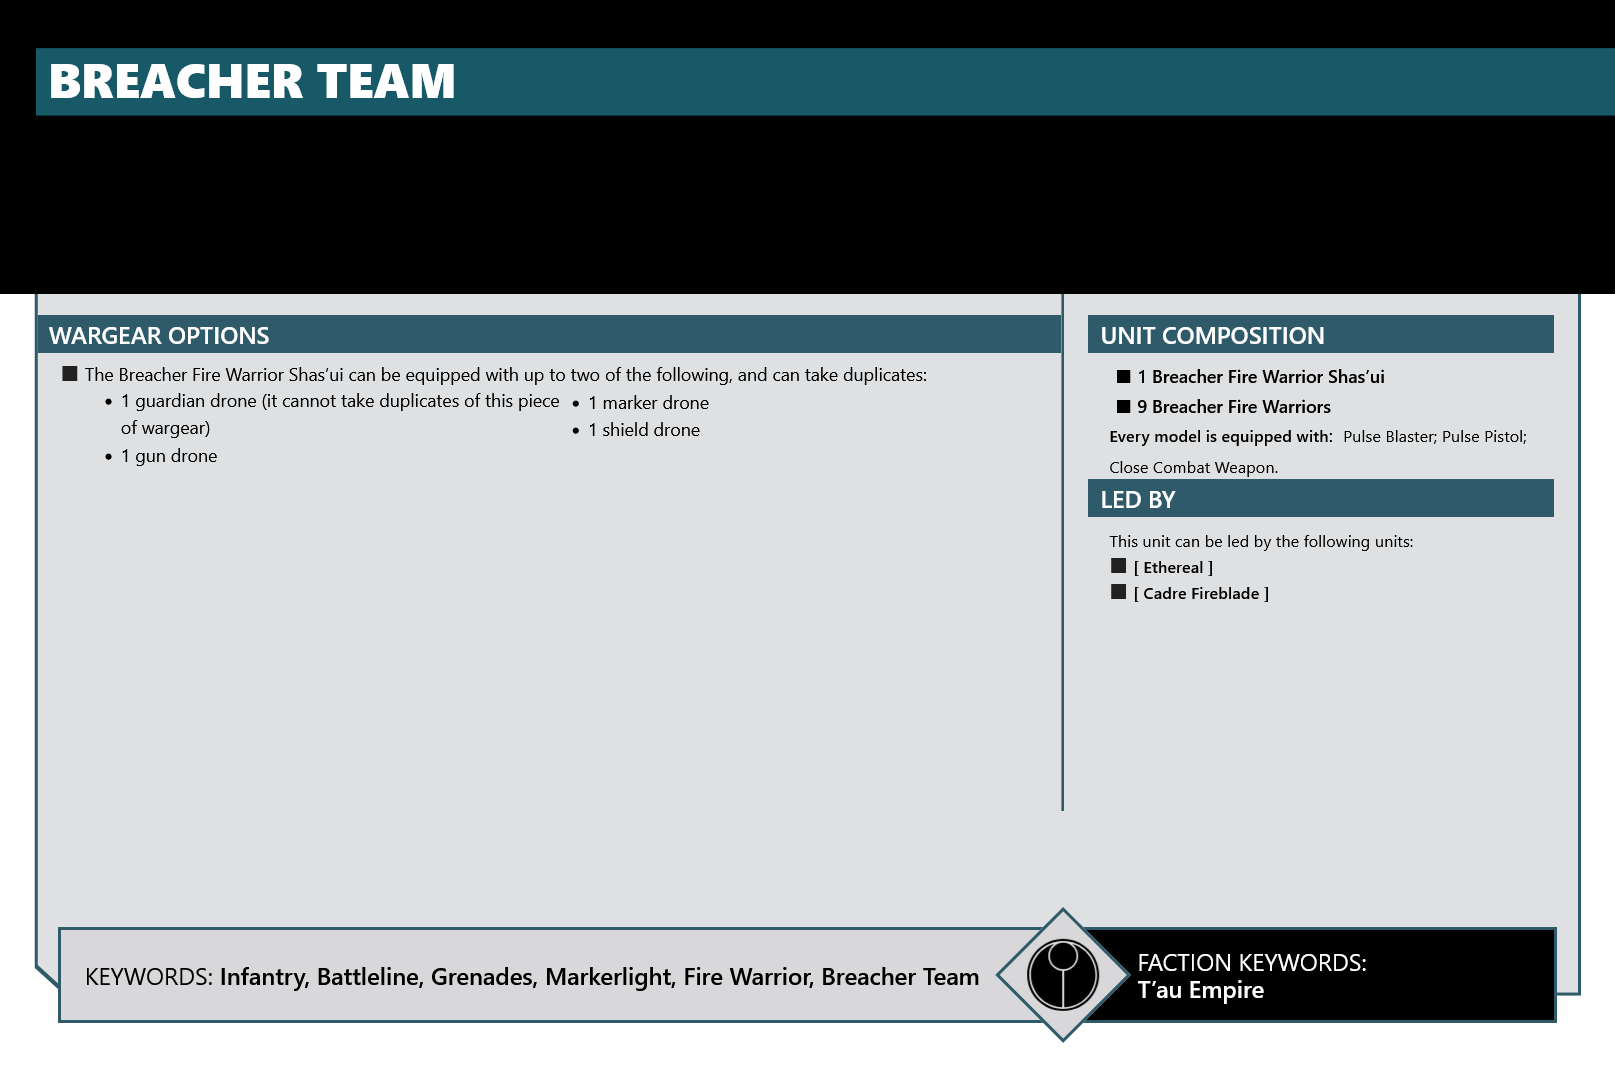 BREACHER TEAM
WARGEAR OPTIONS
■ The Breacher Fire Warrior Shas’ui can be equipped with up to two of the following, and can take duplicates:
• 1 guardian drone (it cannot take duplicates of this piece
of wargear)
• 1 gun drone
• 1 marker drone
• 1 shield drone
UNIT COMPOSITION
■ 1 Breacher Fire Warrior Shas’ui
■ 9 Breacher Fire Warriors
Every model is equipped with: Pulse Blaster; Pulse Pistol;
Close Combat Weapon.
LED BY
This unit can be led by the following units:
■ [ Ethereal ]
■ [ Cadre Fireblade ]
KEYWORDS: Infantry, Battleline, Grenades, Markerlight, Fire Warrior, Breacher Team
FACTION KEYWORDS:
T’au Empire